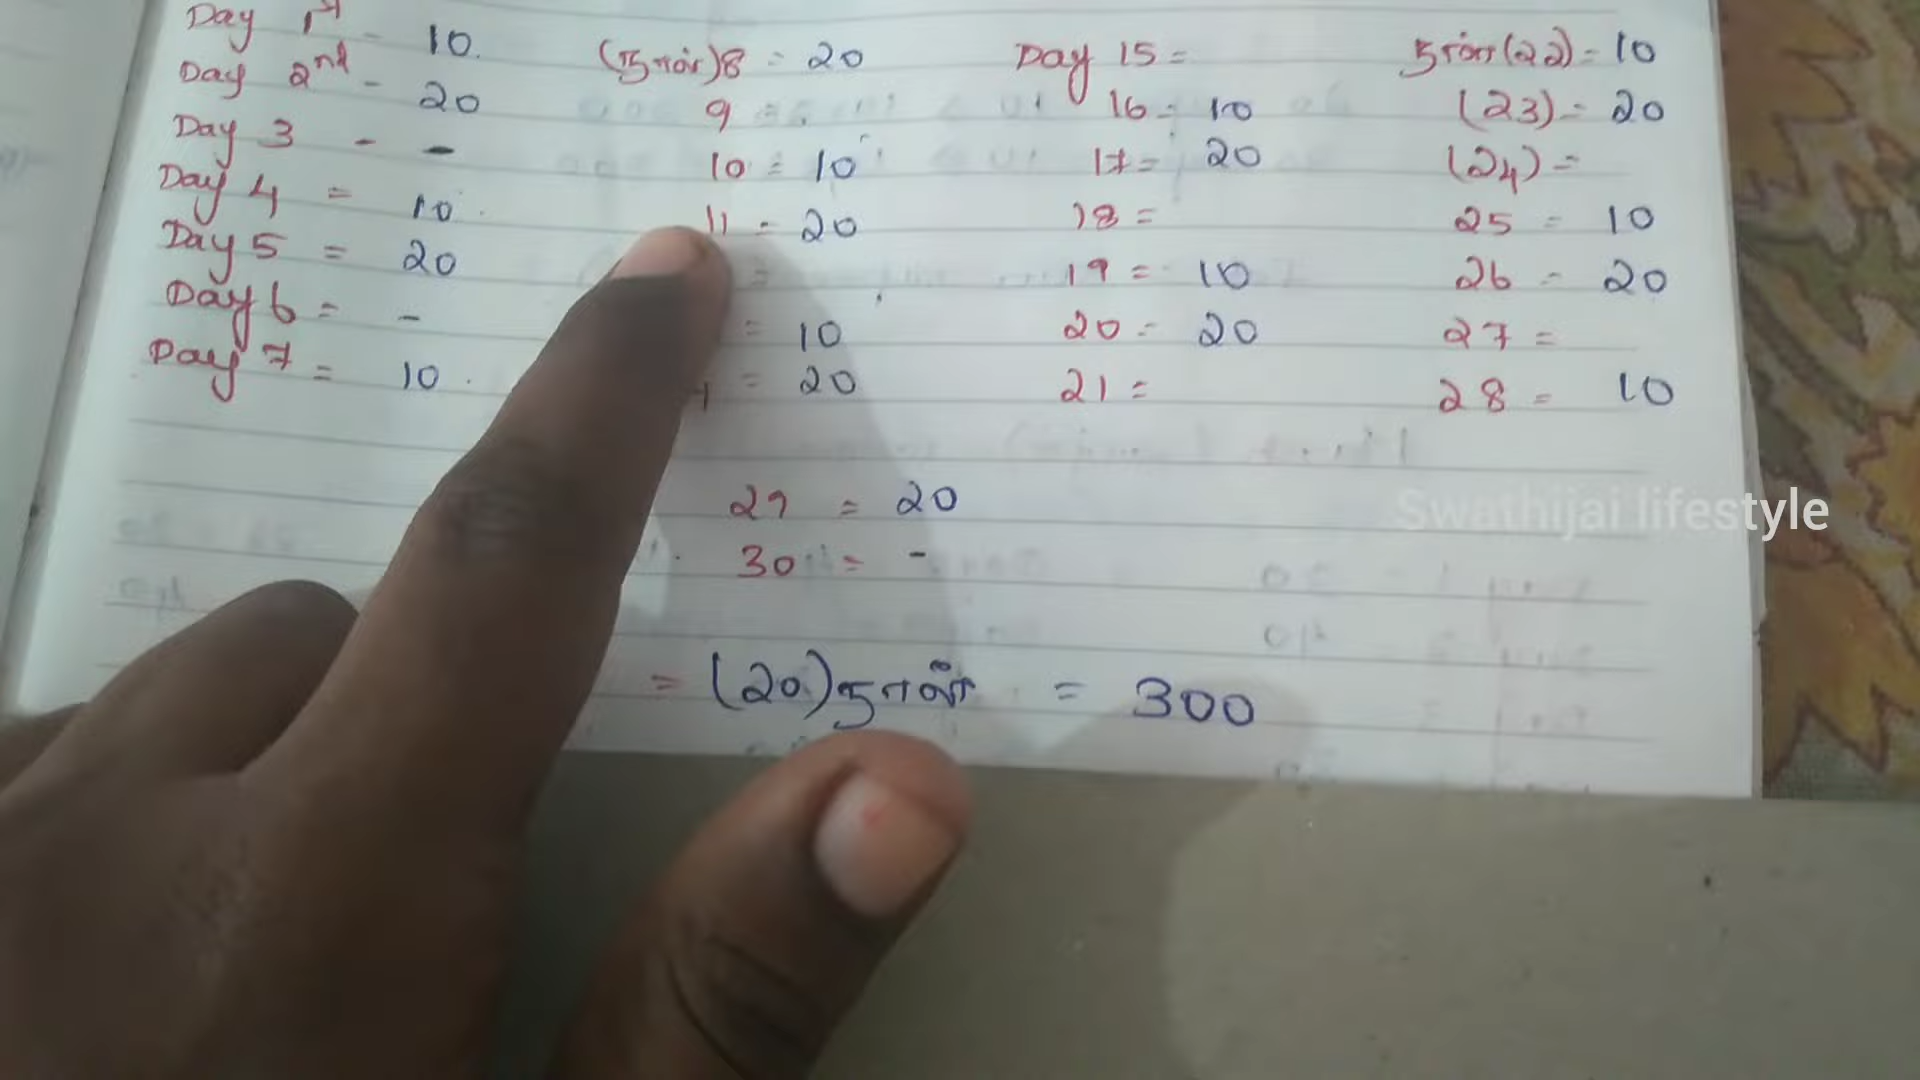 Day 1st - 10.
Day 2nd - 20
Day 3 - -
Day 4 = 10.
Day 5 = 20
Day 6 = -
Day 7 = 10.
(நாள்)8 = 20
9 =
10 = 10
11 = 20
=
= 10
= 20
Day 15 =
16 - 10
17 = 20
18 =
19 = 10
20 = 20
21 =
நாள்(22) = 10
(23) = 20
(24) =
25 = 10
26 = 20
27 =
28 = 10
29 = 20
30 = -
= (20) நாள் = 300
Swathijai lifestyle